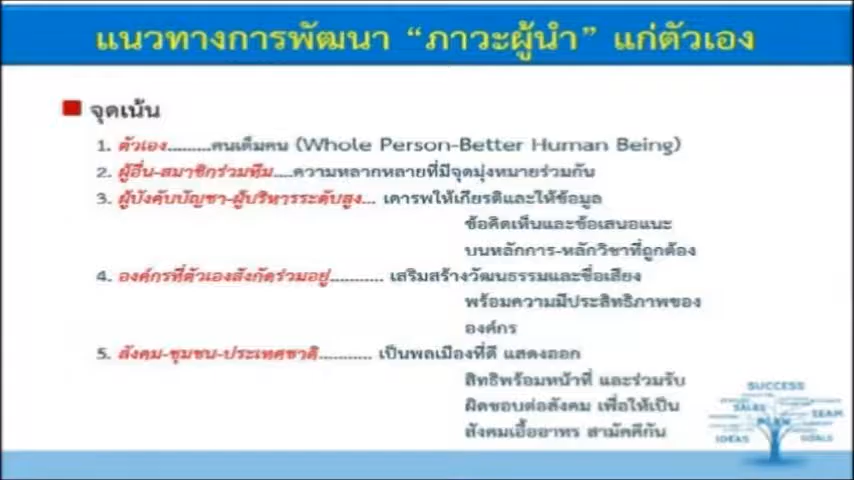 แนวทางการพัฒนา “ภาวะผู้นำ” แก่ตัวเอง
จุดเน้น
1. ตัวเอง.........คนเต็มคน (Whole Person-Better Human Being)
2. ผู้อื่น-สมาชิกร่วมทีม....ความหลากหลายที่มีจุดมุ่งหมายร่วมกัน
3. ผู้บังคับบัญชา-ผู้บริหารระดับสูง... เคารพให้เกียรติและให้ข้อมูล
ข้อคิดเห็นและข้อเสนอแนะ
บนหลักการ-หลักวิชาที่ถูกต้อง
4. องค์กรที่ตัวเองสังกัดร่วมอยู่........... เสริมสร้างวัฒนธรรมและชื่อเสียง
พร้อมความมีประสิทธิภาพของ
องค์กร
5. สังคม-ชุมชน-ประเทศชาติ........... เป็นพลเมืองที่ดี แสดงออก
สิทธิพร้อมหน้าที่ และร่วมรับ
ผิดชอบต่อสังคม เพื่อให้เป็น
สังคมเอื้ออาทร สามัคคีกัน
SUCCESS
SALES
TEAM
PLAN
IDEAS
GOALS